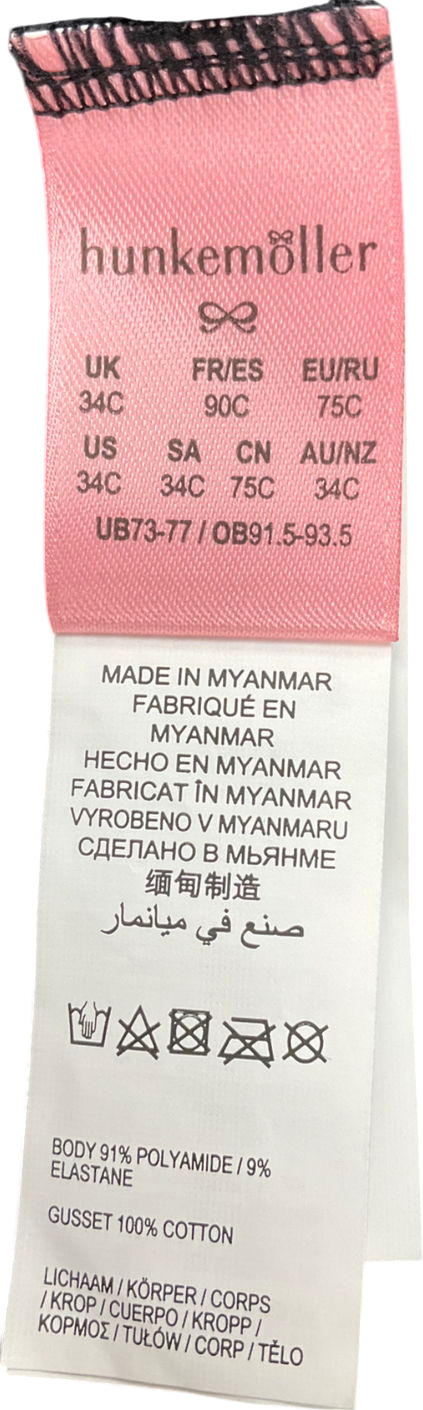 hunkemöller
UK FR/ES EU/RU
34C 90C 75C
US SA CN AU/NZ
34C 34C 75C 34C
UB73-77 / OB91.5-93.5
MADE IN MYANMAR
FABRIQUÉ EN
MYANMAR
HECHO EN MYANMAR
FABRICAT ÎN MYANMAR
VYROBENO V MYANMARU
СДЕЛАНО В МЬЯНМЕ
缅甸制造
صنع في ميانمار
BODY 91% POLYAMIDE / 9%
ELASTANE
GUSSET 100% COTTON
LICHAAM / KÖRPER / CORPS
/ KROP / CUERPO / KROPP /
ΚΟΡΜΟΣ / TUŁÓW / CORP / TĚLO